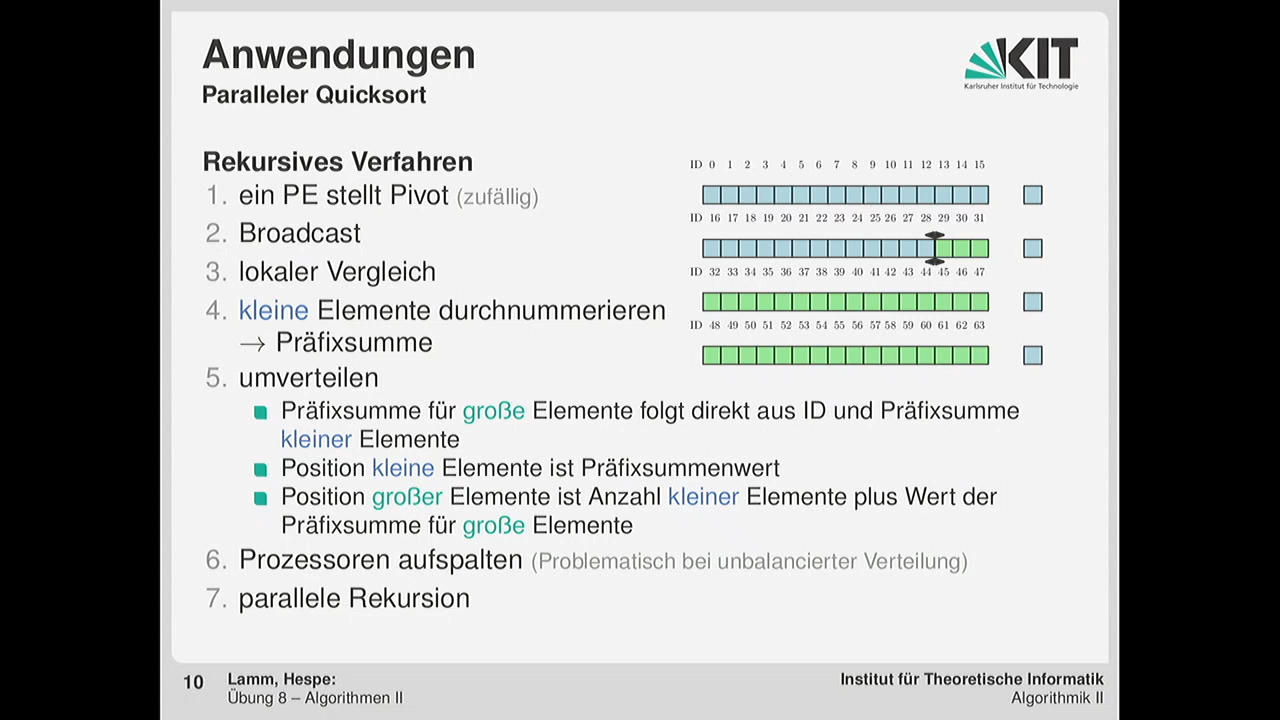 Anwendungen
Paralleler Quicksort
KIT
Karlsruher Institut für Technologie
Rekursives Verfahren
1. ein PE stellt Pivot (zufällig)
2. Broadcast
3. lokaler Vergleich
4. kleine Elemente durchnummerieren
→ Präfixsumme
5. umverteilen
Präfixsumme für große Elemente folgt direkt aus ID und Präfixsumme
kleiner Elemente
Position kleine Elemente ist Präfixsummenwert
Position großer Elemente ist Anzahl kleiner Elemente plus Wert der
Präfixsumme für große Elemente
6. Prozessoren aufspalten (Problematisch bei unbalancierter Verteilung)
7. parallele Rekursion
ID 0 1 2 3 4 5 6 7 8 9 10 11 12 13 14 15
ID 16 17 18 19 20 21 22 23 24 25 26 27 28 29 30 31
ID 32 33 34 35 36 37 38 39 40 41 42 43 44 45 46 47
ID 48 49 50 51 52 53 54 55 56 57 58 59 60 61 62 63
10 Lamm, Hespe:
Übung 8 – Algorithmen II
Institut für Theoretische Informatik
Algorithmik II